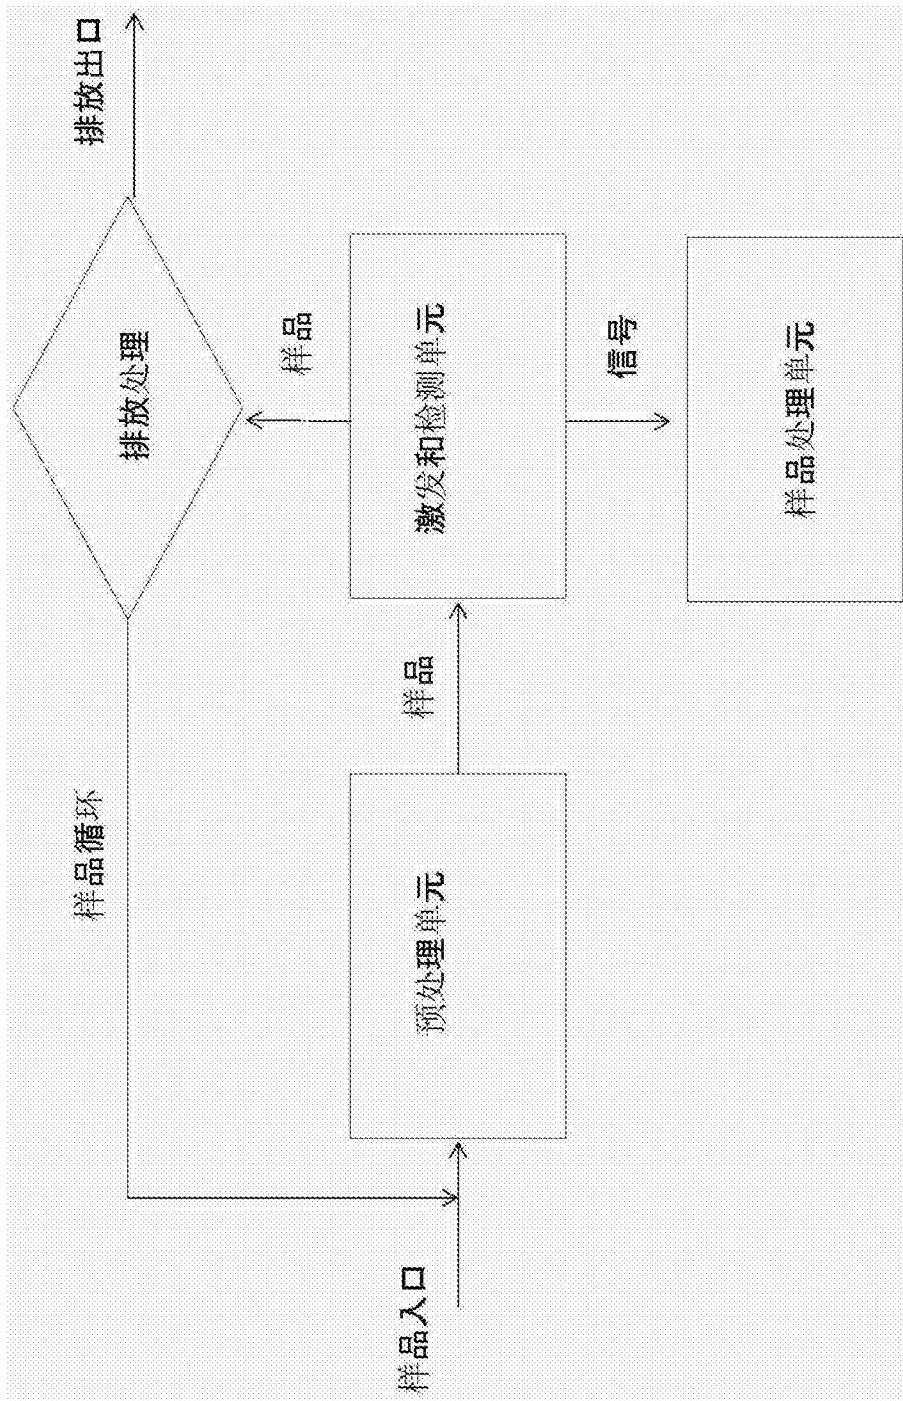 排放出口
排放处理
样品循环
样品
激发和检测单元
信号
样品处理单元
样品
预处理单元
样品入口